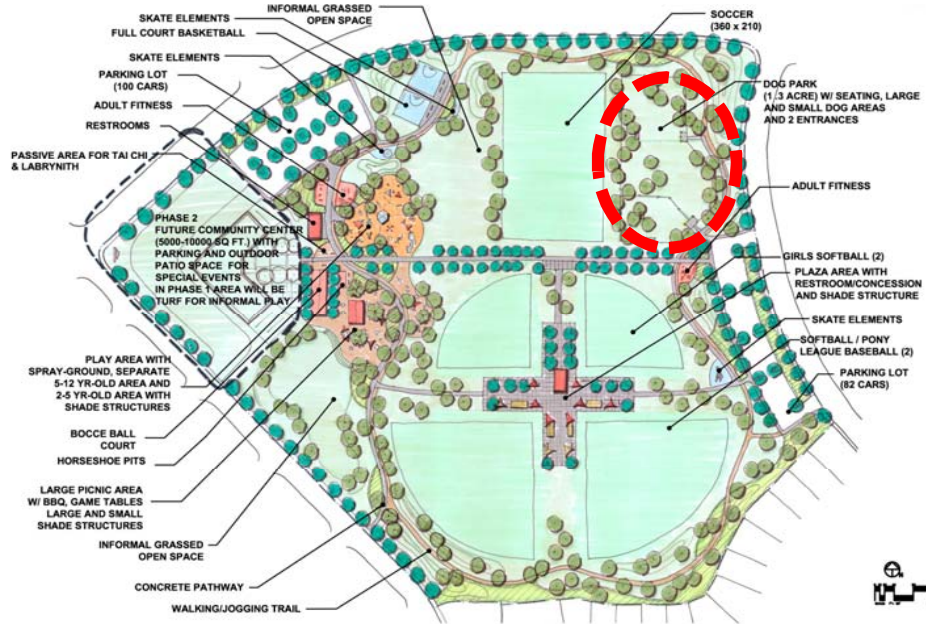 INFORMAL GRASSED
OPEN SPACE
SKATE ELEMENTS
FULL COURT BASKETBALL
SKATE ELEMENTS
PARKING LOT
(100 CARS)
ADULT FITNESS
RESTROOMS
PASSIVE AREA FOR TAI CHI
& LABRYNITH
PHASE 2
FUTURE COMMUNITY CENTER
(5000-10000 SQ FT.) WITH
PARKING AND OUTDOOR
PATIO SPACE FOR
SPECIAL EVENTS
IN PHASE 1 AREA WILL BE
TURF FOR INFORMAL PLAY
PLAY AREA WITH
SPRAY-GROUND, SEPARATE
5-12 YR-OLD AREA AND
2-5 YR-OLD AREA WITH
SHADE STRUCTURES
BOCCE BALL
COURT
HORSESHOE PITS
LARGE PICNIC AREA
W/ BBQ, GAME TABLES
LARGE AND SMALL
SHADE STRUCTURES
INFORMAL GRASSED
OPEN SPACE
CONCRETE PATHWAY
WALKING/JOGGING TRAIL
SOCCER
(360 x 210)
DOG PARK
ACRE) W/ SEATING, LARGE
AND SMALL DOG AREAS
AND 2 ENTRANCES
ADULT FITNESS
GIRLS SOFTBALL (2)
PLAZA AREA WITH
RESTROOM/CONCESSION
AND SHADE STRUCTURE
SKATE ELEMENTS
SOFTBALL / PONY
LEAGUE BASEBALL (2)
PARKING LOT
(82 CARS)